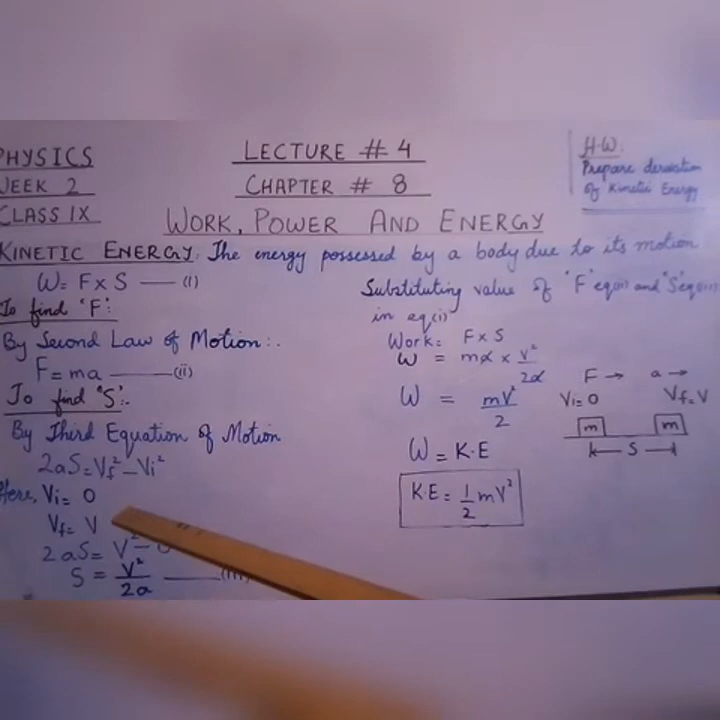 PHYSICS
WEEK 2
CLASS IX
LECTURE # 4
CHAPTER # 8
WORK, POWER AND ENERGY
H.W:
Prepare derivation
of Kinetic Energy
KINETIC ENERGY: The energy possessed by a body due to its motion
W = F x S —— (i)
To find 'F':
By Second Law of Motion:.
F = ma —— (ii)
To find 'S':.
By Third Equation of Motion
2aS = Vf² - Vi²
Here, Vi = 0
Vf = V
2aS = V² -
S = V²/2a ——
Substituting value of 'F' eq(ii) and 'S'
in eq(i)
Work = F x S
W = ma x V²/2a
W = mV²/2
W = K.E
K.E = 1/2 mV²
F → a →
Vi = 0 Vf = V
m m
S